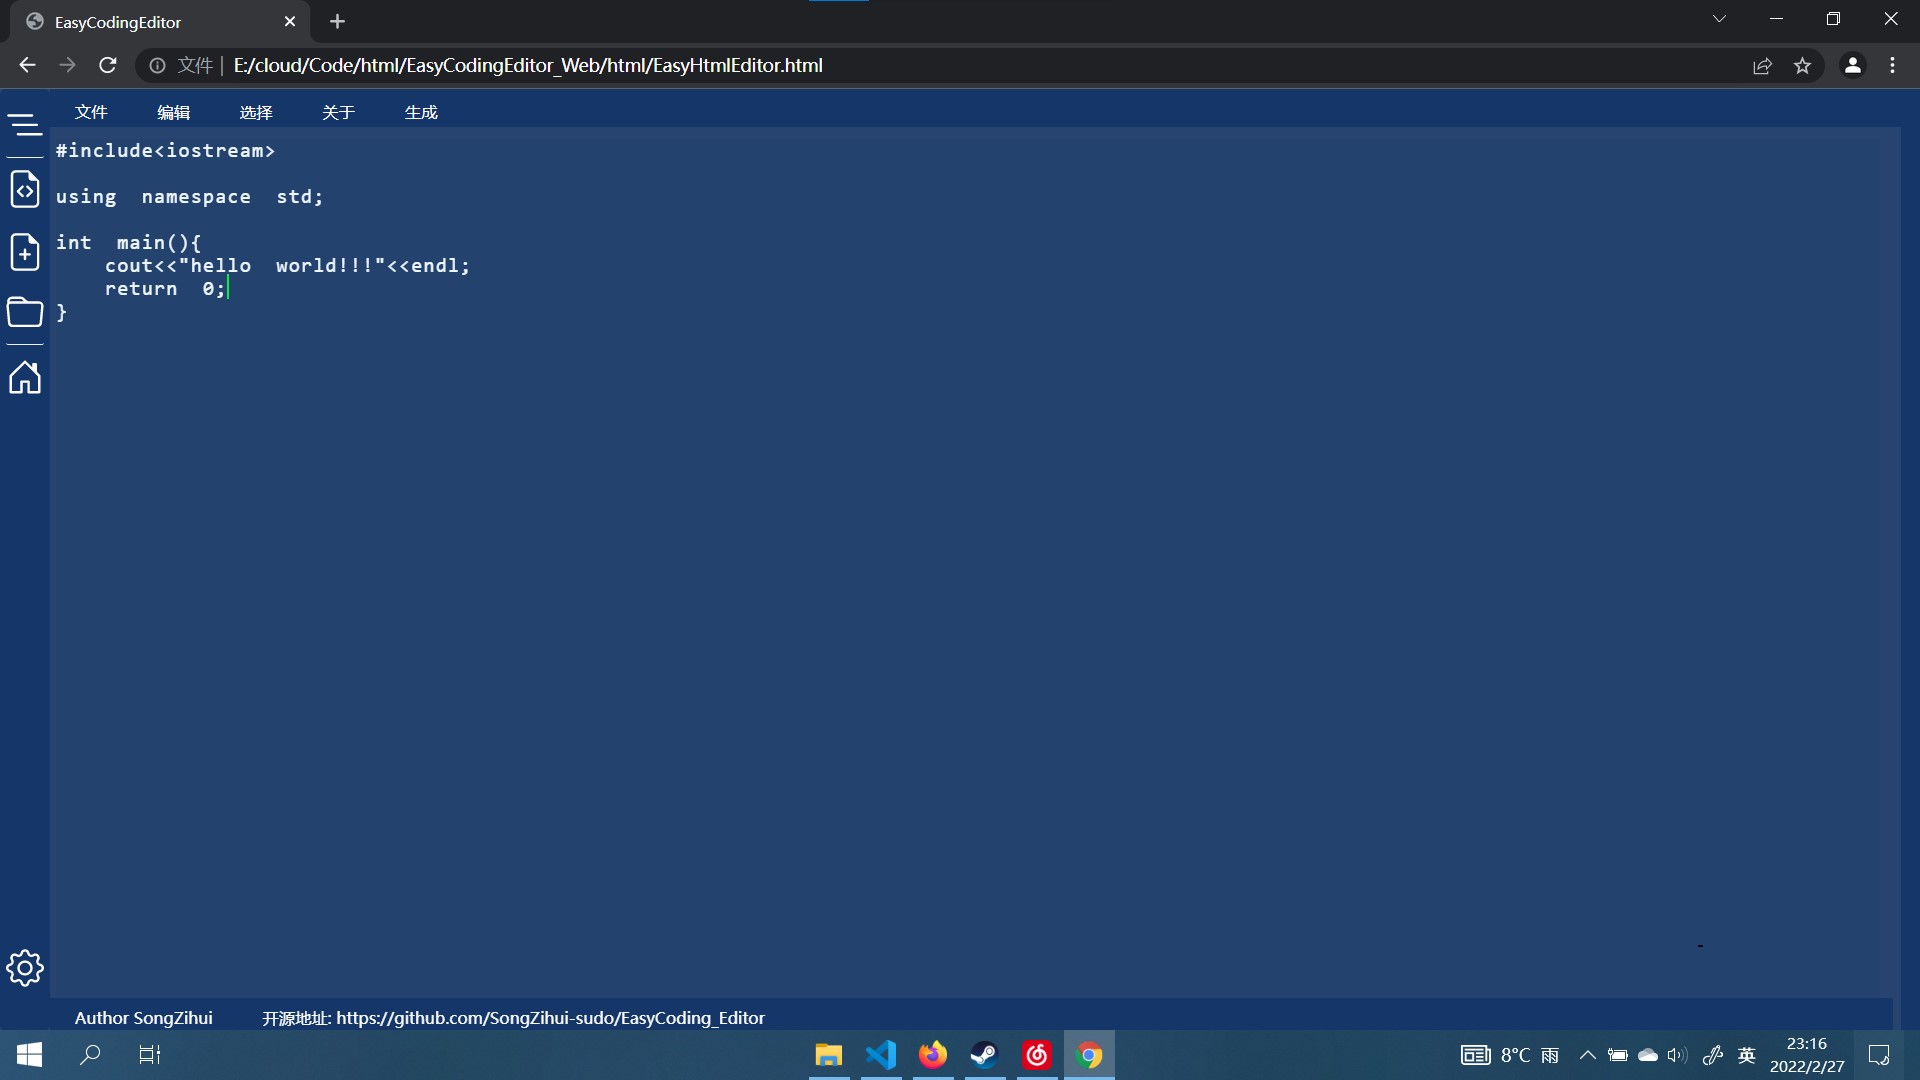 EasyCodingEditor
文件 | E:/cloud/Code/html/EasyCodingEditor_Web/html/EasyHtmlEditor.html
文件 编辑 选择 关于 生成
#include<iostream>
using namespace std;
int main(){
cout<<"hello world!!!"<<endl;
return 0;
}
Author SongZihui 开源地址: https://github.com/SongZihui-sudo/EasyCoding_Editor
8°C 雨 英 23:16
2022/2/27